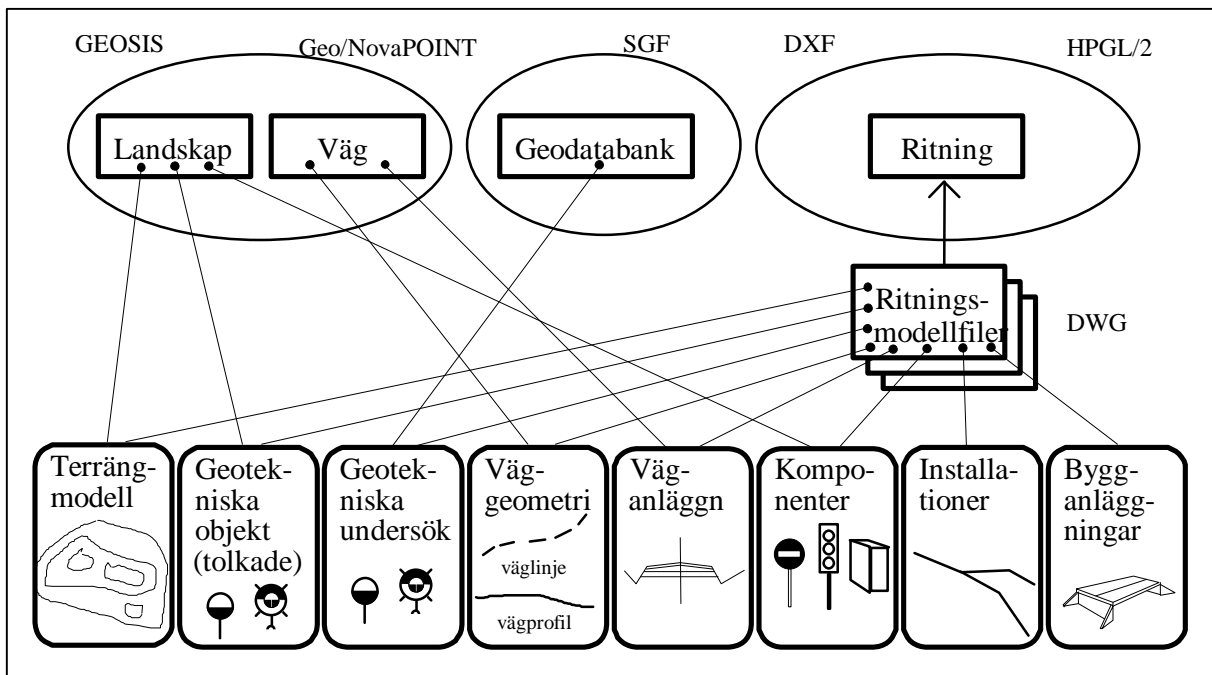 GEOSIS
Geo/NovaPOINT
SGF
DXF
HPGL/2
Landskap
Väg
Geodatabank
Ritning
Ritnings-
modellfiler
DWG
Terräng-
modell
Geotek-
niska
objekt
(tolkade)
Geotek-
niska
undersök
Väg-
geometri
väglinje
vägprofil
Väg-
anläggn
Kompo-
nenter
Installa-
tioner
Bygg-
anlägg-
ningar